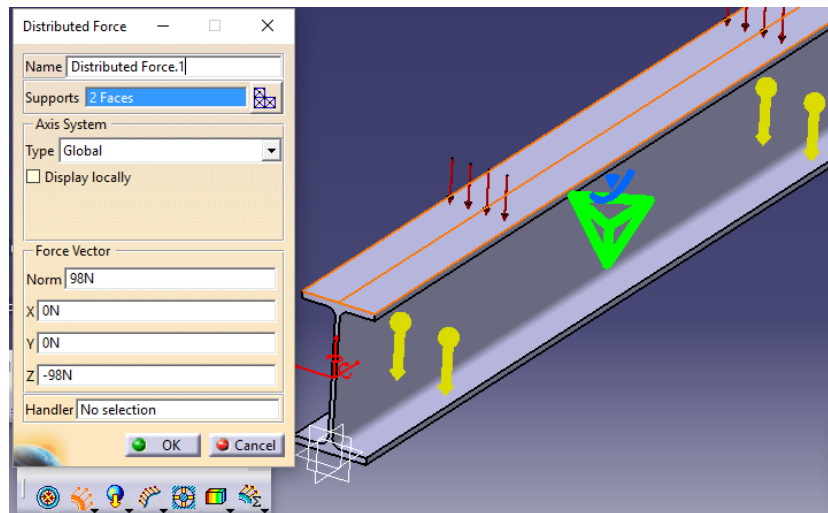 Distributed Force
Name Distributed Force.1
Supports 2 Faces
Axis System
Type Global
Display locally
Force Vector
Norm 98N
X 0N
Y 0N
Z -98N
Handler No selection
OK Cancel